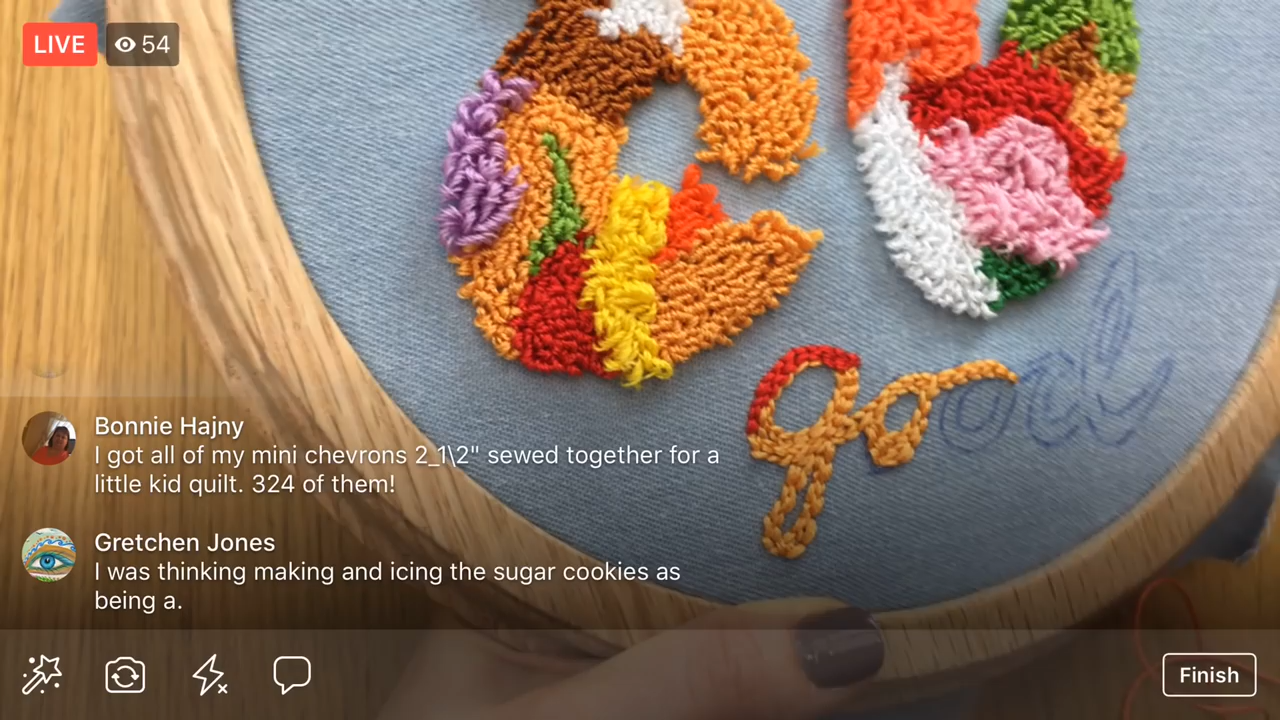 LIVE 54
good
Bonnie Hajny
I got all of my mini chevrons 2_1\2" sewed together for a
little kid quilt. 324 of them!
Gretchen Jones
I was thinking making and icing the sugar cookies as
being a.
Finish